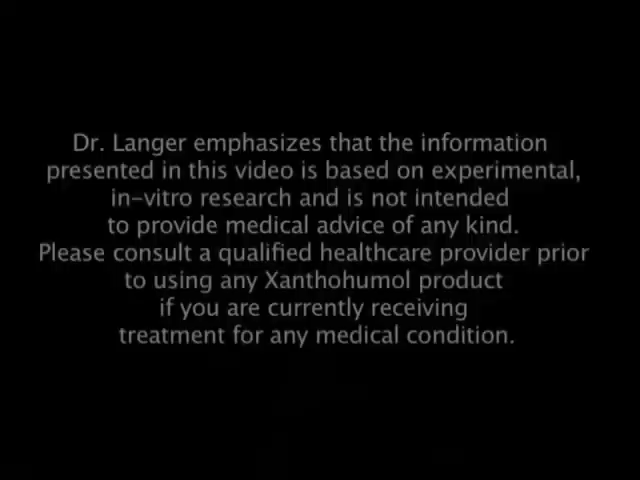 Dr. Langer emphasizes that the information
presented in this video is based on experimental,
in-vitro research and is not intended
to provide medical advice of any kind.
Please consult a qualified healthcare provider prior
to using any Xanthohumol product
if you are currently receiving
treatment for any medical condition.